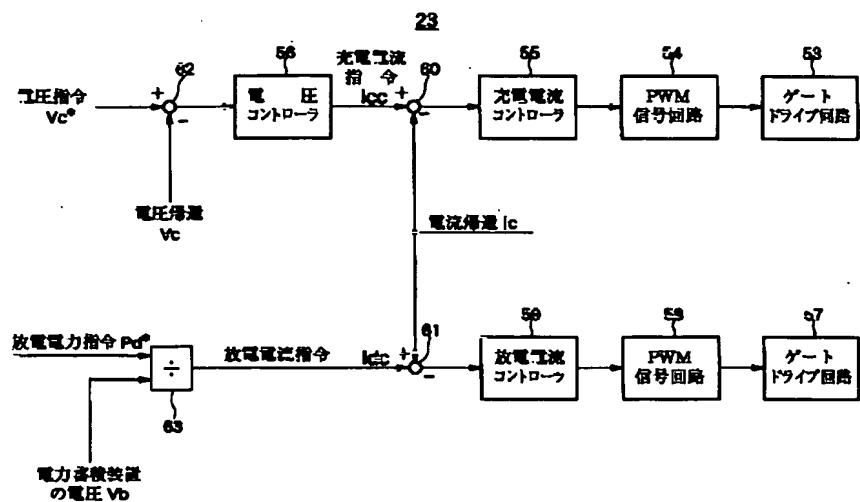 23
62
56
充電電流
指 令
Icc
60
55
54
53
電圧指令
Vc*
+
-
電 圧
コントローラ
+
-
充電電流
コントローラ
PWM
信号回路
ゲート
ドライブ回路
電圧帰還
Vc
電流帰還 Ic
放電電力指令 Pd*
÷
63
放電電流指令
+
-
61
59
放電電流
コントローラ
58
PWM
信号回路
57
ゲート
ドライブ回路
電力蓄積装置
の電圧 Vb